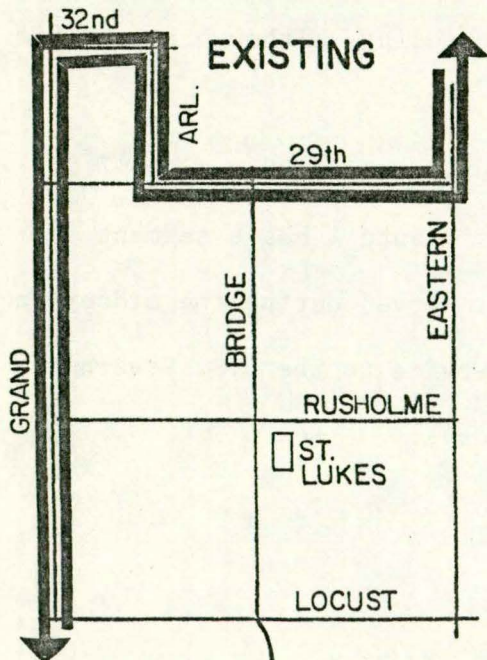 32nd
EXISTING
ARL.
29th
BRIDGE
EASTERN
GRAND
RUSHOLME
ST.
LUKES
LOCUST